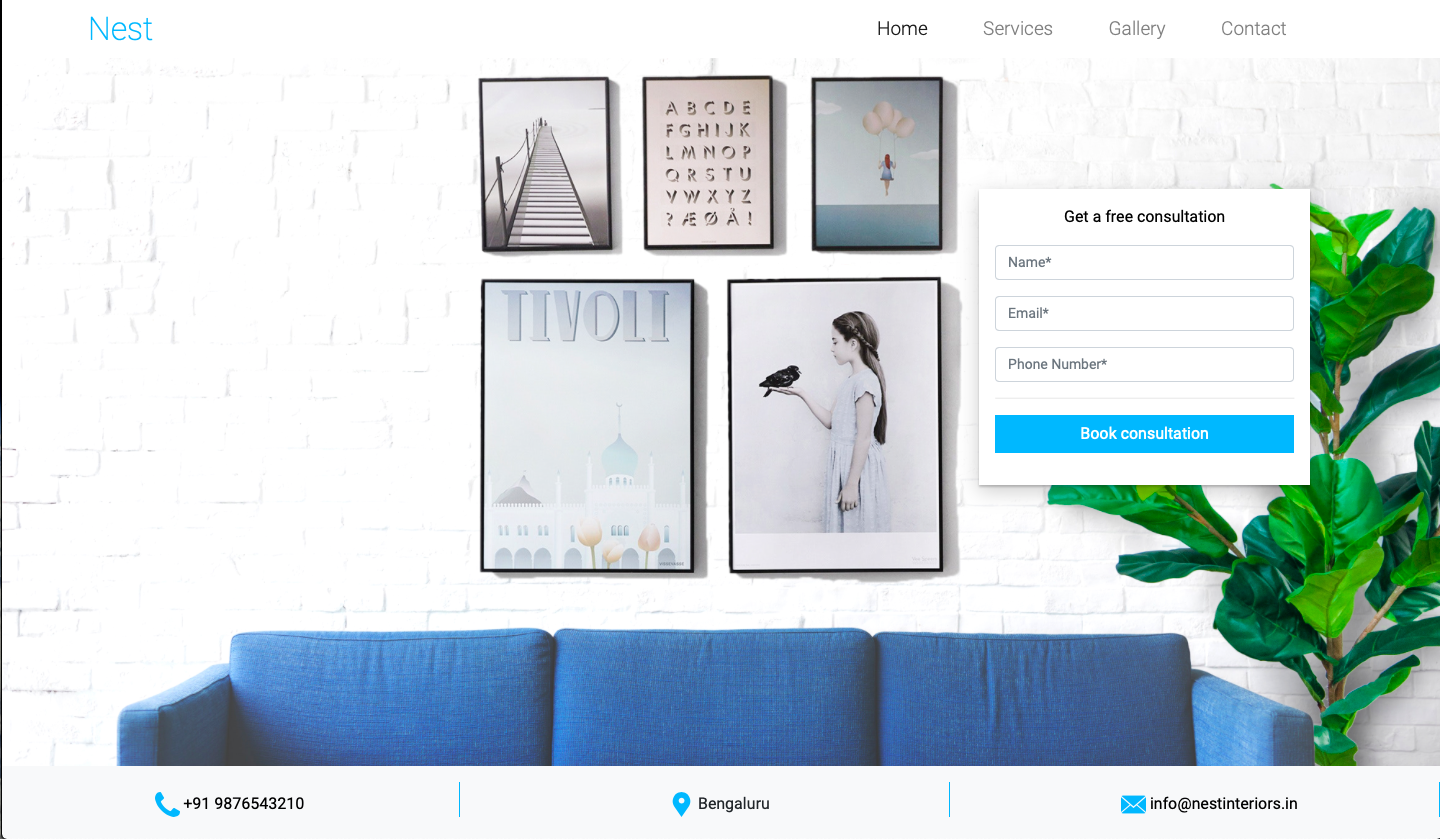 Nest
Home Services Gallery Contact
A B C D E
F G H I J K
L M N O P
Q R S T U
V W X Y Z
? Æ Ø Å !
TIVOLI
Get a free consultation
Name*
Email*
Phone Number*
Book consultation
+91 9876543210
Bengaluru
info@nestinteriors.in